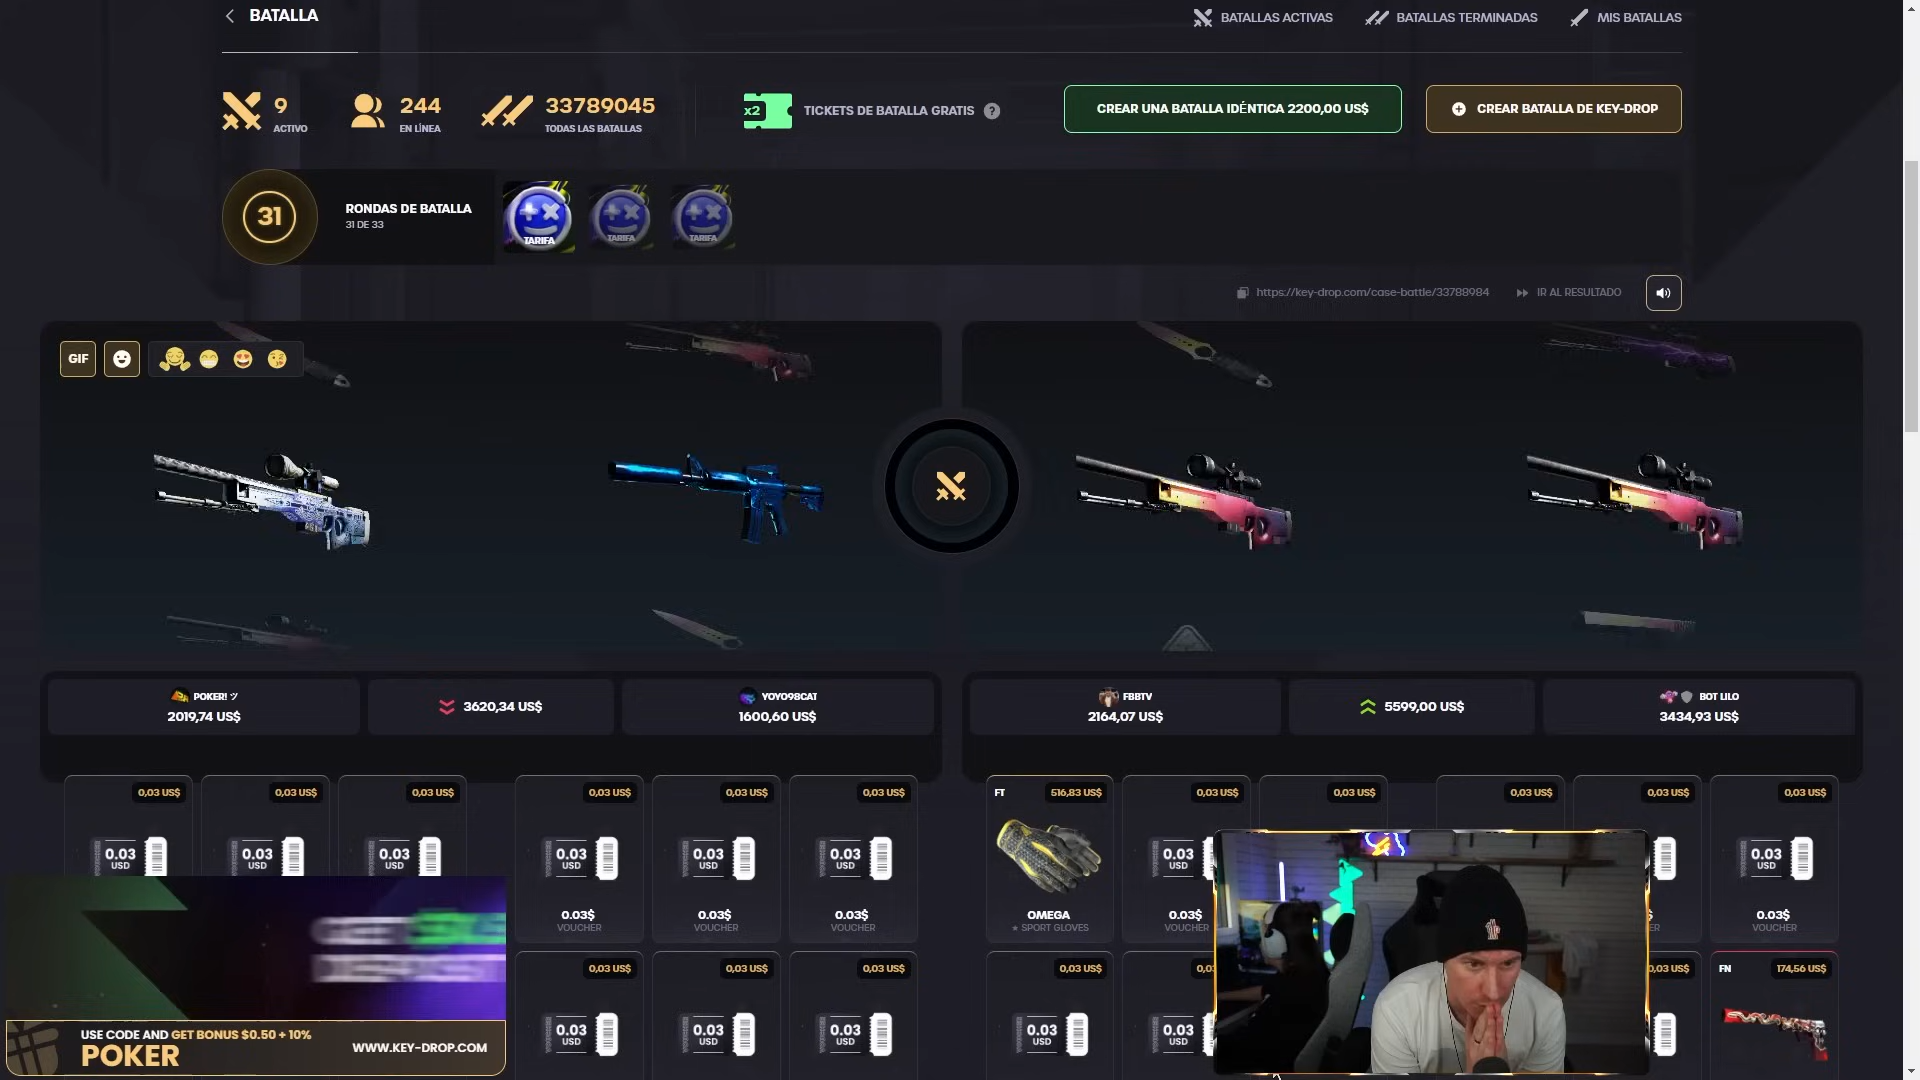 BATALLA
BATALLAS ACTIVAS
BATALLAS TERMINADAS
MIS BATALLAS
9
ACTIVO
244
EN LÍNEA
33789045
TODAS LAS BATALLAS
x2
TICKETS DE BATALLA GRATIS ?
CREAR UNA BATALLA IDÉNTICA 2200,00 US$
CREAR BATALLA DE KEY-DROP
31
RONDAS DE BATALLA
31 DE 33
TARIFA
TARIFA
TARIFA
https://key-drop.com/case-battle/33788984
IR AL RESULTADO
GIF
POKER! ツ
2019,74 US$
3620,34 US$
YOYO98CAT
1600,60 US$
FBBTV
2164,07 US$
5599,00 US$
BOT LILO
3434,93 US$
0,03 US$
0,03 US$
0,03 US$
0,03 US$
0,03 US$
0,03 US$
FT
516,83 US$
0,03 US$
0,03 US$
0,03 US$
0,03 US$
0,03 US$
0.03 USD
0.03 USD
0.03 USD
0.03 USD
0.03 USD
0.03 USD
0.03 USD
0.03 USD
0.03$
VOUCHER
0.03$
VOUCHER
0.03$
VOUCHER
OMEGA
★ SPORT GLOVES
0.03$
VOUCHER
0.03$
VOUCHER
0,03 US$
0,03 US$
0,03 US$
0,03 US$
0,03 US$
FN
174,56 US$
0.03 USD
0.03 USD
0.03 USD
0.03 USD
0.03 USD
USE CODE AND GET BONUS $0.50 + 10%
POKER
WWW.KEY-DROP.COM